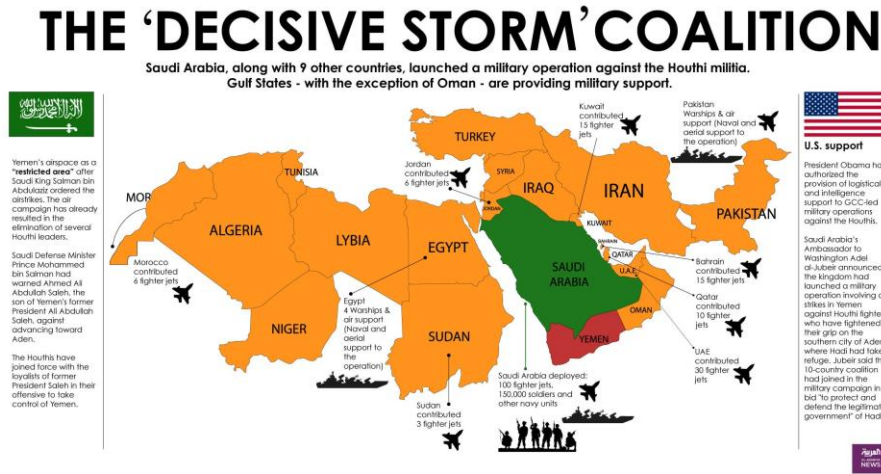 THE 'DECISIVE STORM' COALITION
Saudi Arabia, along with 9 other countries, launched a military operation against the Houthi militia.
Gulf States - with the exception of Oman - are providing military support.
Yemen's airspace as a
"restricted area" after
Saudi King Salman bin
Abdulaziz ordered the
airstrikes. The air
campaign has already
resulted in the
elimination of several
Houthi leaders.
Saudi Defense Minister
Prince Mohammed
bin Salman had
warned Ahmed Ali
Abdullah Saleh, the
son of Yemen's former
President Ali Abdullah
Saleh, against
advancing toward
Aden.
The Houthis have
joined force with the
loyalists of former
President Saleh in their
offensive to take
control of Yemen.
MOR
ALGERIA
TUNISIA
LYBIA
NIGER
EGYPT
SUDAN
TURKEY
SYRIA
JORDAN
IRAQ
IRAN
KUWAIT
BAHRAIN
QATAR
U.A.E
SAUDI
ARABIA
OMAN
YEMEN
PAKISTAN
Morocco
contributed
6 fighter jets
Egypt
4 Warships &
air support
(Naval and
aerial
support to
the
operation)
Sudan
contributed
3 fighter jets
Jordan
contributed
6 fighter jets
Kuwait
contributed
15 fighter
jets
Pakistan
Warships & air
support (Naval and
aerial support to
the operation)
Bahrain
contributed
15 fighter jets
Qatar
contributed
10 fighter
jets
UAE
contributed
30 fighter
jets
Saudi Arabia deployed:
100 fighter jets,
150,000 soldiers and
other navy units
U.S. support
President Obama ha
authorized the
provision of logistical
and intelligence
support to GCC-led
military operations
against the Houthis.
Saudi Arabia's
Ambassador to
Washington Adel
al-Jubeir announced
the kingdom had
launched a military
operation involving a
strikes in Yemen
against Houthi fighte
who have tightened
their grip on the
southern city of Aden
where Hadi had take
refuge. Jubeir said th
10-country coalition
had joined in the
military campaign in
bid "to protect and
defend the legitimat
government" of Hadi
العربية
NEWS